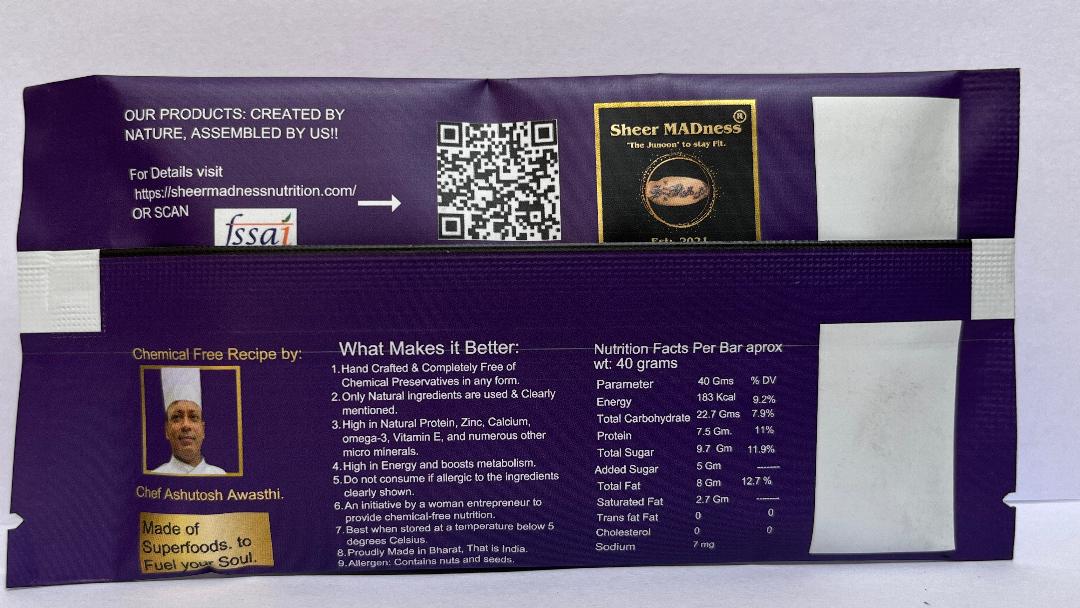 OUR PRODUCTS: CREATED BY
NATURE, ASSEMBLED BY US!!
For Details visit
https://sheermadnessnutrition.com/
OR SCAN
fssai
Sheer MADness®
"The Junoon" to stay Fit.
Est: 2021
Chemical Free Recipe by:
Chef Ashutosh Awasthi.
Made of
Superfoods. to
Fuel your Soul.
What Makes it Better:
1.Hand Crafted & Completely Free of
Chemical Preservatives in any form.
2.Only Natural ingredients are used & Clearly
mentioned.
3.High in Natural Protein, Zinc, Calcium,
omega-3, Vitamin E, and numerous other
micro minerals.
4.High in Energy and boosts metabolism.
5.Do not consume if allergic to the ingredients
clearly shown.
6.An initiative by a woman entrepreneur to
provide chemical-free nutrition.
7.Best when stored at a temperature below 5
degrees Celsius.
8.Proudly Made in Bharat, That is India.
9.Allergen: Contains nuts and seeds.
Nutrition Facts Per Bar aprox
wt: 40 grams
Parameter 40 Gms % DV
Energy 183 Kcal 9.2%
Total Carbohydrate 22.7 Gms 7.9%
Protein 7.5 Gm. 11%
Total Sugar 9.7 Gm 11.9%
Added Sugar 5 Gm -------
Total Fat 8 Gm 12.7 %
Saturated Fat 2.7 Gm -------
Trans fat Fat 0 0
Cholesterol 0 0
Sodium 7 mg